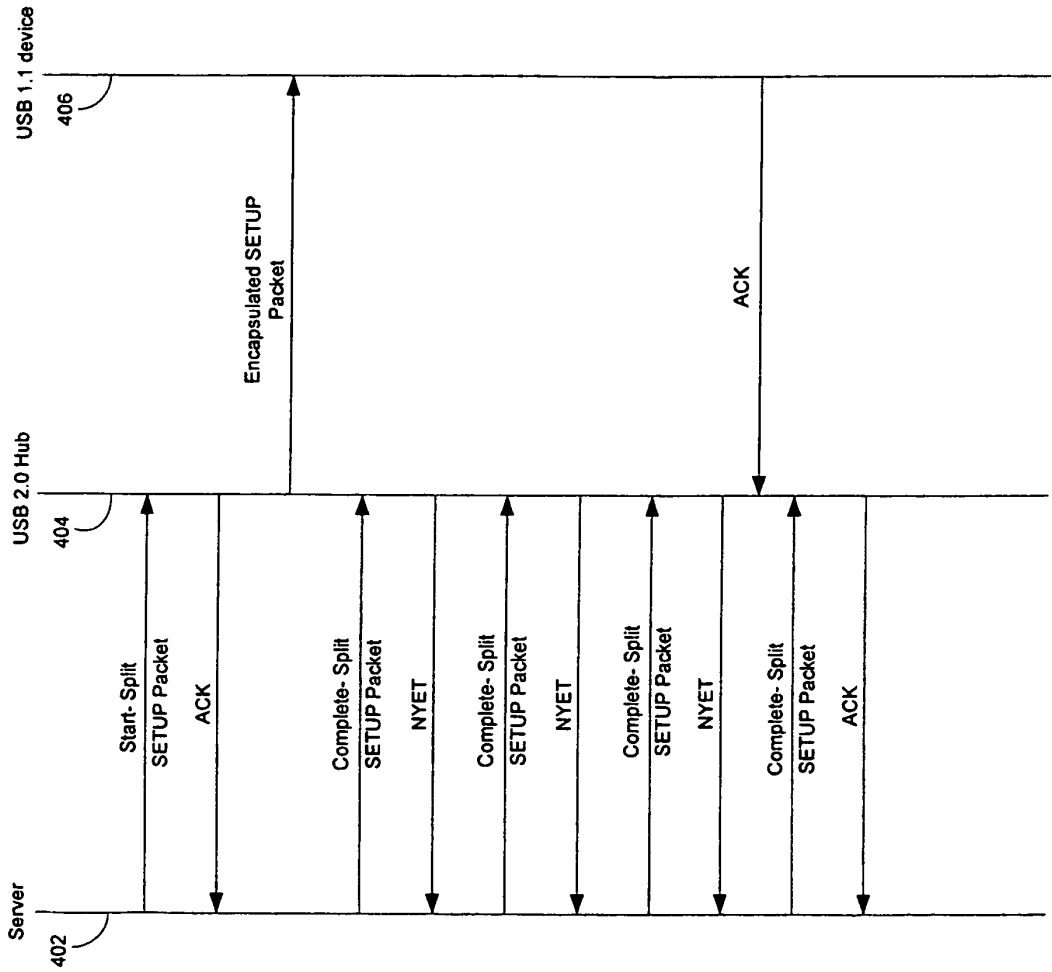 Server
USB 2.0 Hub
USB 1.1 device
402
404
406
Start- Split
SETUP Packet
ACK
Encapsulated SETUP
Packet
Complete- Split
SETUP Packet
NYET
Complete- Split
SETUP Packet
NYET
Complete- Split
SETUP Packet
NYET
ACK
Complete- Split
SETUP Packet
ACK